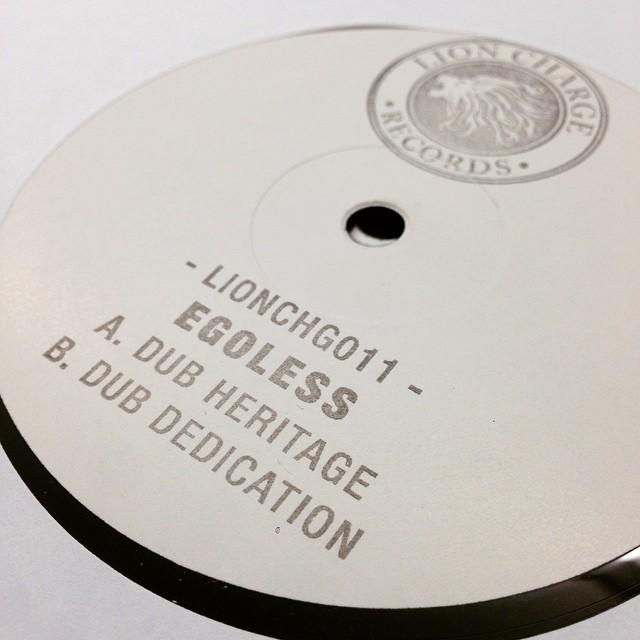 LION CHARGE
• RECORDS •
- LIONCHG011 -
EGOLESS
A. DUB HERITAGE
B. DUB DEDICATION